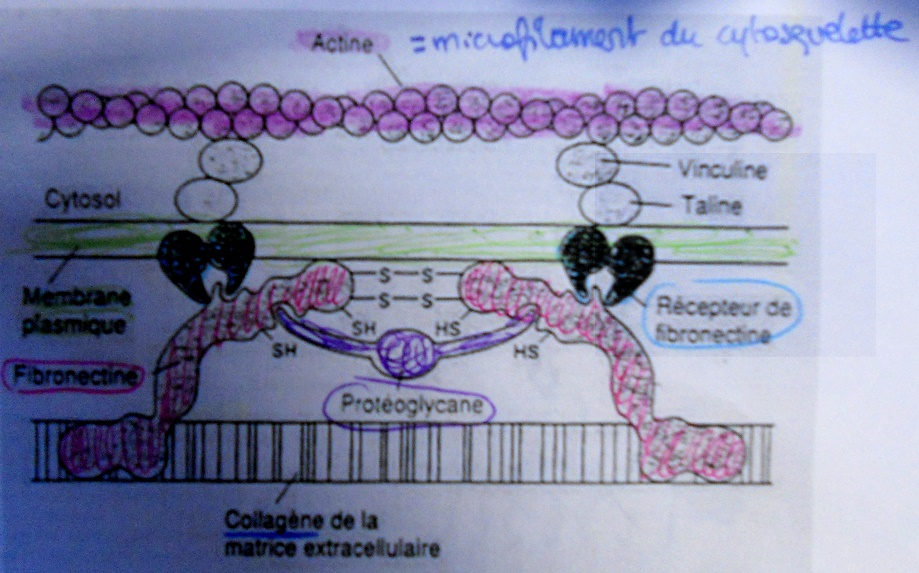 Actine = microfilament du cytosquelette
Vinculine
Cytosol
Taline
S—S
S—S
Membrane
plasmique
Récepteur de
fibronectine
SH
HS
SH
HS
Fibronectine
Protéoglycane
Collagène de la
matrice extracellulaire